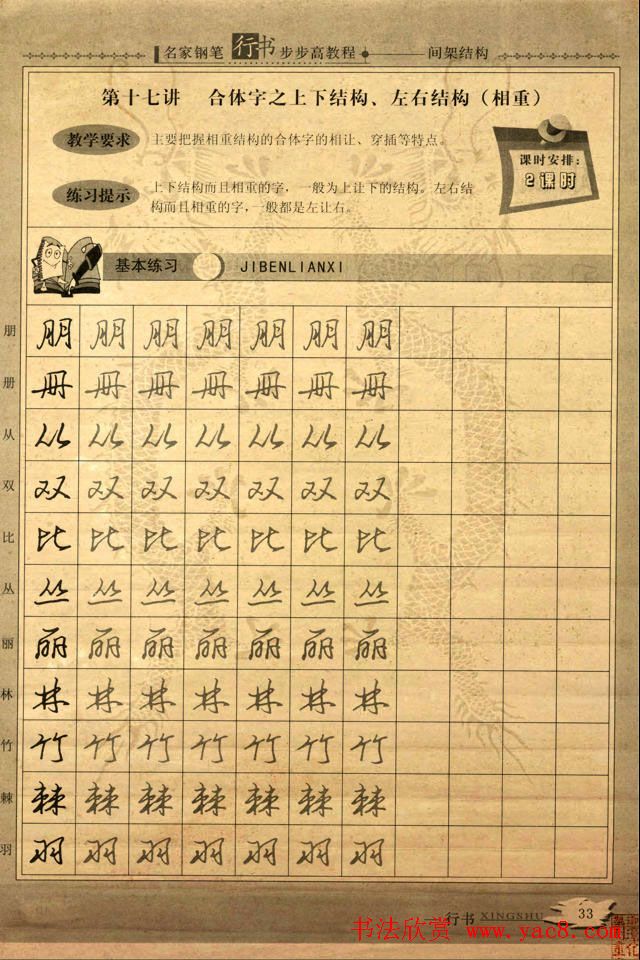 名家钢笔行书步步高教程 间架结构
第十七讲 合体字之上下结构、左右结构（相重）
教学要求 主要把握相重结构的合体字的相让、穿插等特点。
练习提示 上下结构而且相重的字，一般为上让下的结构。左右结
构而且相重的字，一般都是左让右。
课时安排：
2课时
基本练习 JIBENLIANXI
朋 朋 朋 朋 朋 朋 朋 朋
册 册 册 册 册 册 册 册
从 从 从 从 从 从 从 从
双 双 双 双 双 双 双 双
比 比 比 比 比 比 比 比
丛 丛 丛 丛 丛 丛 丛 丛
丽 丽 丽 丽 丽 丽 丽 丽
林 林 林 林 林 林 林 林
竹 竹 竹 竹 竹 竹 竹 竹
棘 棘 棘 棘 棘 棘 棘 棘
羽 羽 羽 羽 羽 羽 羽 羽
行书 XINGSHU 33
书法欣赏 www.yac8.com